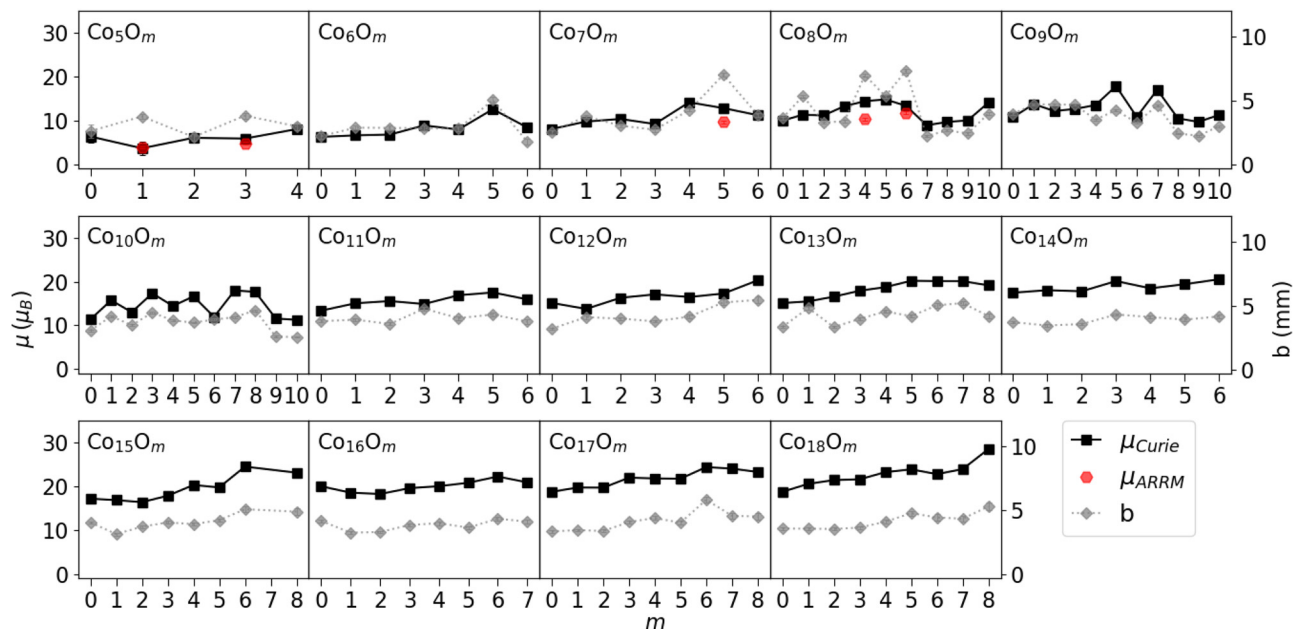 Co5Om Co6Om Co7Om Co8Om Co9Om
30 20 10 0
10 5 0
0 1 2 3 4 0 1 2 3 4 5 6 0 1 2 3 4 5 6 0 1 2 3 4 5 6 7 8 9 10 0 1 2 3 4 5 6 7 8 9 10
Co10Om Co11Om Co12Om Co13Om Co14Om
μ (μB)
30 20 10 0
10 5 0
b (mm)
0 1 2 3 4 5 6 7 8 9 10 0 1 2 3 4 5 6 7 0 1 2 3 4 5 6 0 1 2 3 4 5 6 7 8 0 1 2 3 4 5 6
Co15Om Co16Om Co17Om Co18Om
30 20 10 0
10 5 0
μCurie
μARRM
b
0 1 2 3 4 5 6 7 8 0 1 2 3 4 5 6 7 0 1 2 3 4 5 6 7 8 0 1 2 3 4 5 6 7 8
m